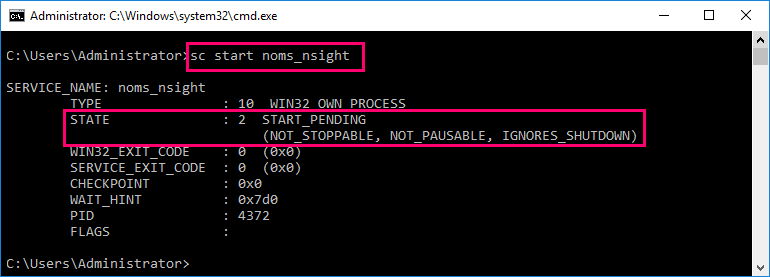 Administrator: C:\Windows\system32\cmd.exe
C:\Users\Administrator>sc start noms_nsight
SERVICE_NAME: noms_nsight
        TYPE               : 10  WIN32_OWN_PROCESS
        STATE              : 2  START_PENDING
                                (NOT_STOPPABLE, NOT_PAUSABLE, IGNORES_SHUTDOWN)
        WIN32_EXIT_CODE    : 0  (0x0)
        SERVICE_EXIT_CODE  : 0  (0x0)
        CHECKPOINT         : 0x0
        WAIT_HINT          : 0x7d0
        PID                : 4372
        FLAGS              :
C:\Users\Administrator>